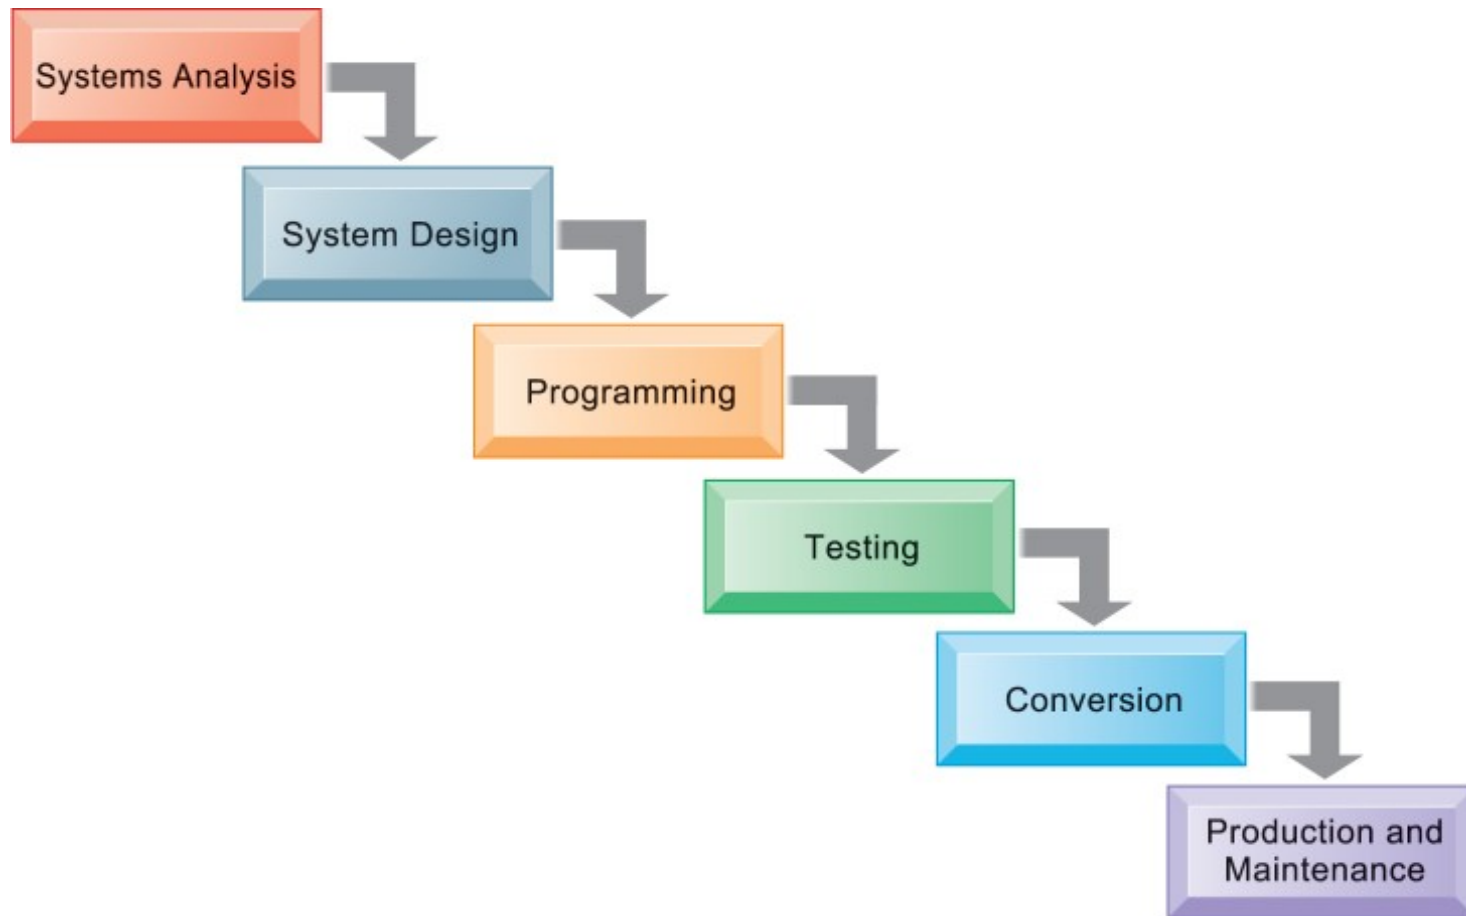 Systems Analysis
System Design
Programming
Testing
Conversion
Production and
Maintenance